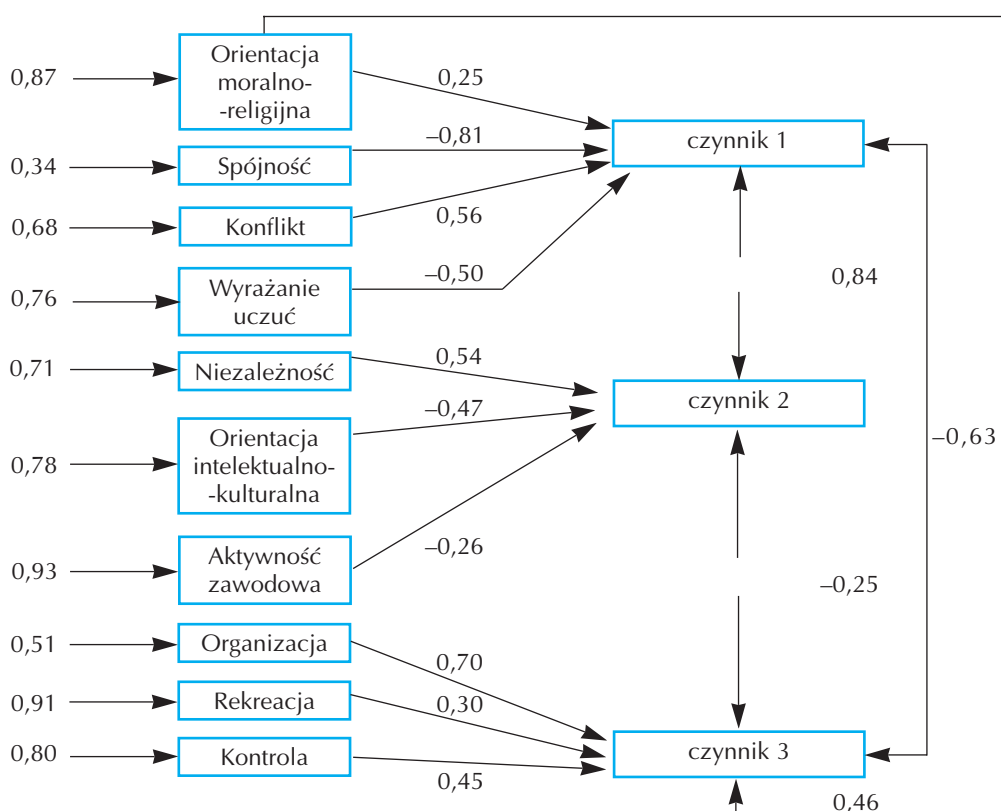 0,87
Orientacja
moralno-
-religijna
0,25
0,34
Spójność
–0,81
czynnik 1
0,68
Konflikt
0,56
0,76
Wyrażanie
uczuć
–0,50
0,84
0,71
Niezależność
0,54
czynnik 2
0,78
Orientacja
intelektualno-
-kulturalna
–0,47
–0,63
0,93
Aktywność
zawodowa
–0,26
–0,25
0,51
Organizacja
0,70
0,91
Rekreacja
0,30
0,80
Kontrola
0,45
czynnik 3
0,46